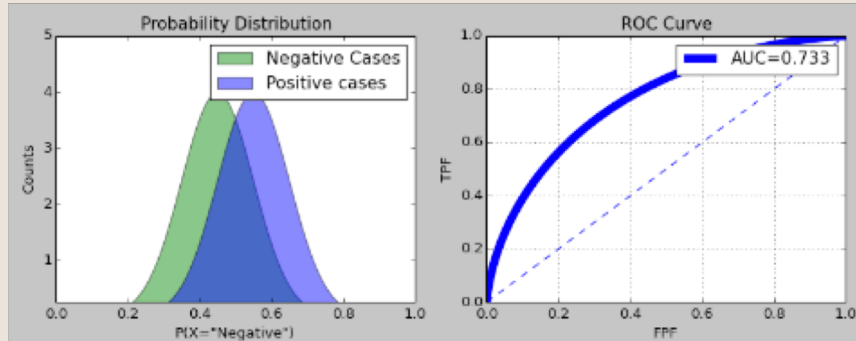 Probability Distribution
5
4
3
2
1
Counts
Negative Cases
Positive cases
0.0 0.2 0.4 0.6 0.8 1.0
P(X="Negative")
ROC Curve
1.0
0.8
0.6
0.4
0.2
0.0
TPF
AUC=0.733
0.0 0.2 0.4 0.6 0.8 1.0
FPF